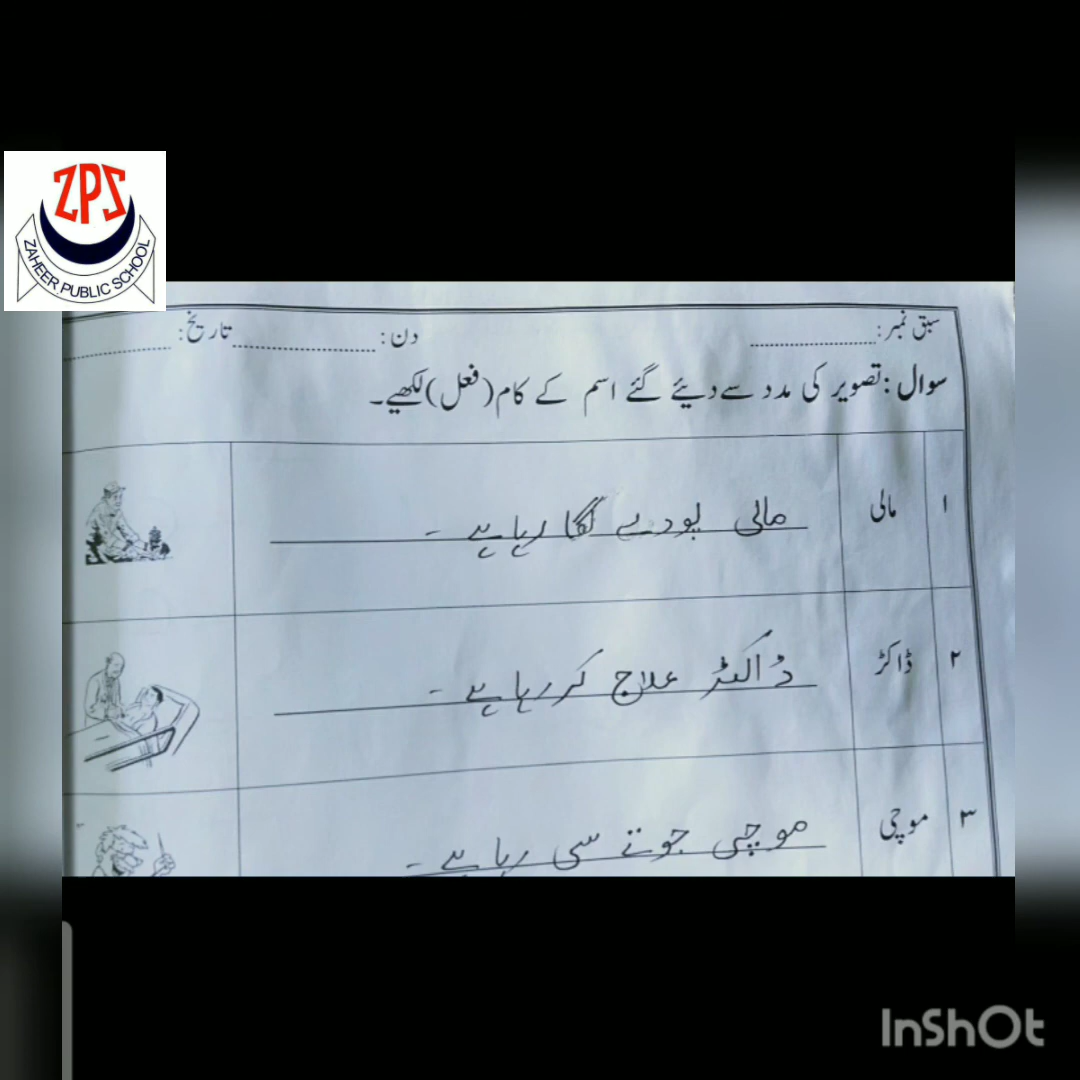 ZPS
ZAHEER PUBLIC SCHOOL
سبق نمبر: .................... دن: .................... تاریخ: ....................
سوال: تصویر کی مدد سے دیئے گئے اسم کے کام (فعل) لکھیے۔
۱ مالی مالی پودے لگا رہا ہے ۔
۲ ڈاکٹر ڈاکٹر علاج کر رہا ہے ۔
۳ موچی موچی جوتے سی رہا ہے ۔
InShOt